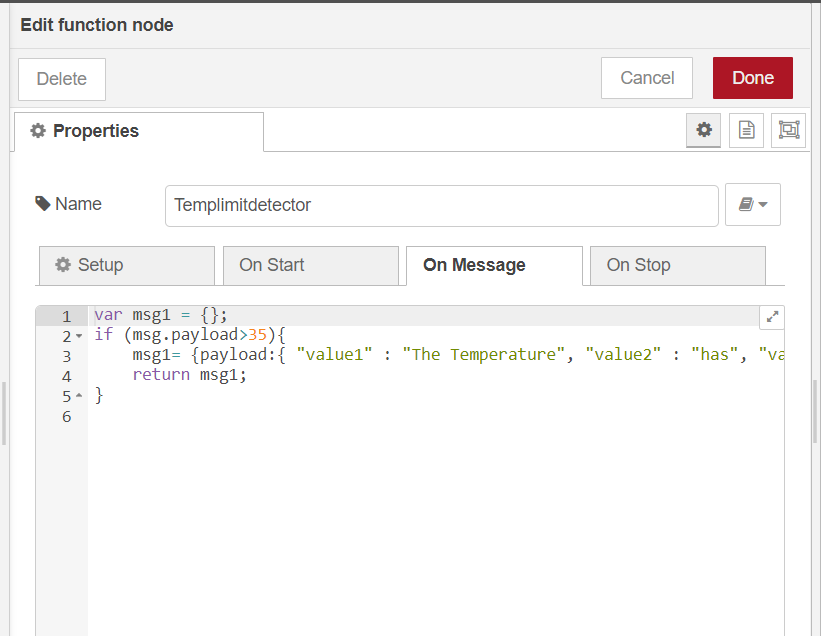 Edit function node
Delete
Cancel
Done
Properties
Name
Templimitdetector
Setup
On Start
On Message
On Stop
1 var msg1 = {};
2 if (msg.payload>35){
3 msg1= {payload:{ "value1" : "The Temperature", "value2" : "has", "va
4 return msg1;
5 }
6